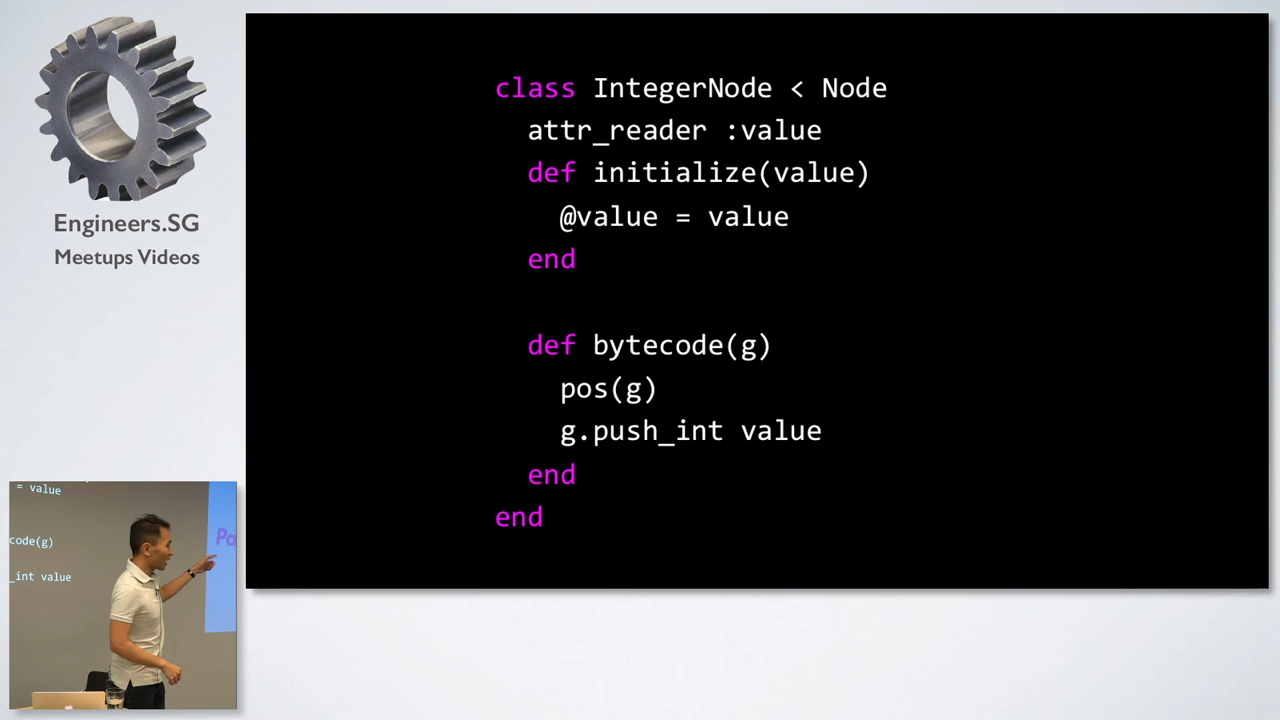 Engineers.SG
Meetups Videos
class IntegerNode < Node
  attr_reader :value
  def initialize(value)
    @value = value
  end
  def bytecode(g)
    pos(g)
    g.push_int value
  end
end
= value
code(g)
_int value
Pa